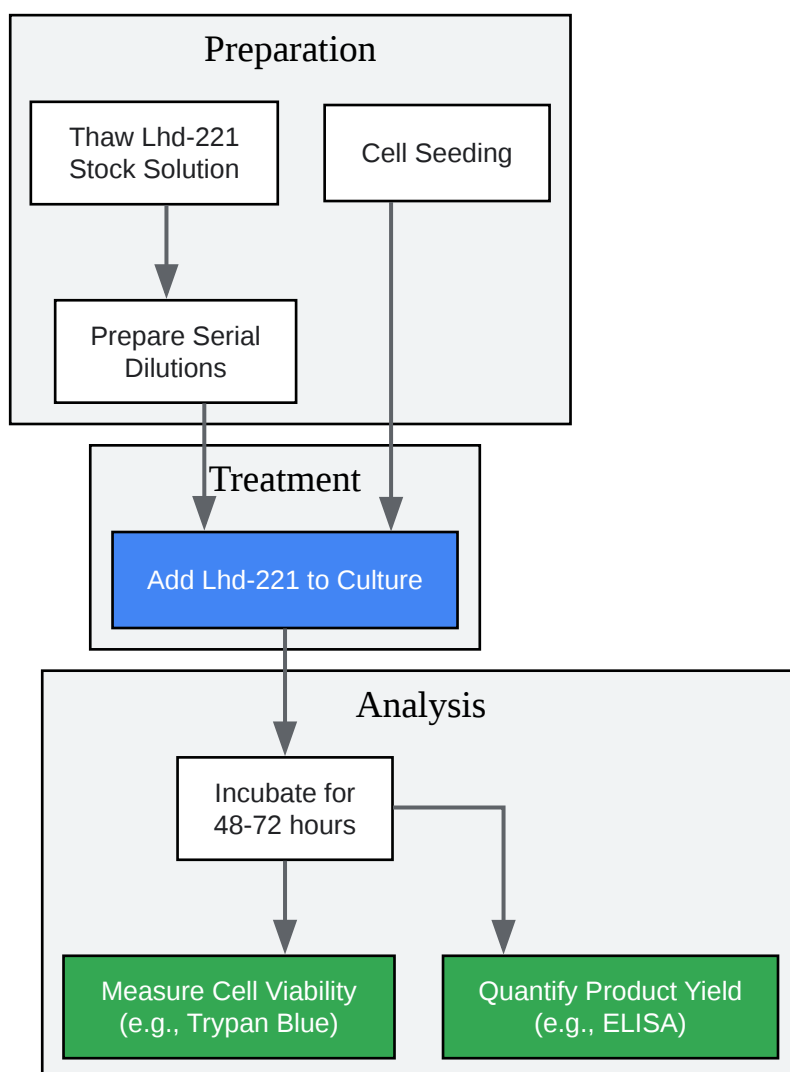 Preparation
Thaw Lhd-221
Stock Solution
Cell Seeding
Prepare Serial
Dilutions
Treatment
Add Lhd-221 to Culture
Analysis
Incubate for
48-72 hours
Measure Cell Viability
(e.g., Trypan Blue)
Quantify Product Yield
(e.g., ELISA)